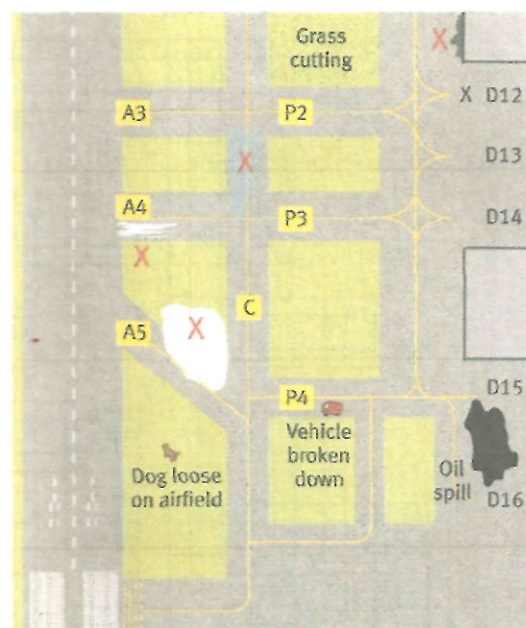 Grass
cutting
X
X D12
A3
P2
D13
X
A4
P3
D14
X
C
X
A5
D15
P4
Vehicle
broken
down
Dog loose
on airfield
Oil
spill
D16